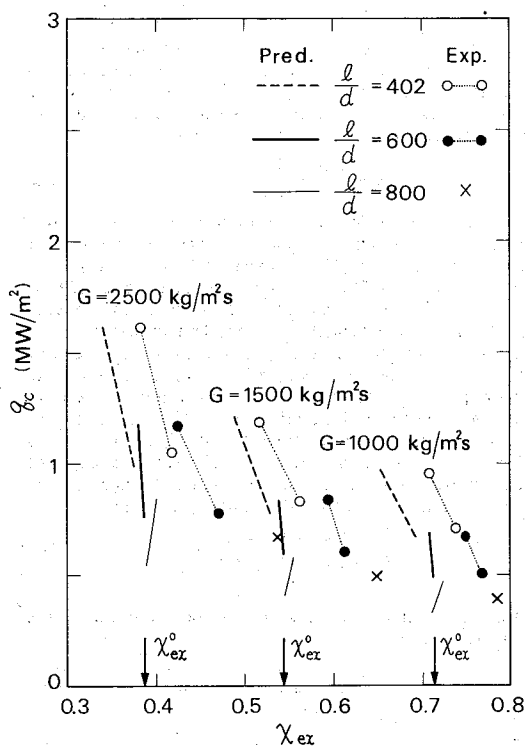 3
Pred. Exp.
ℓ/d = 402
ℓ/d = 600
ℓ/d = 800
2
G = 2500 kg/m²s
G = 1500 kg/m²s
G = 1000 kg/m²s
1
q_c (MW/m²)
χ°ex χ°ex χ°ex
0
0.3 0.4 0.5 0.6 0.7 0.8
χex